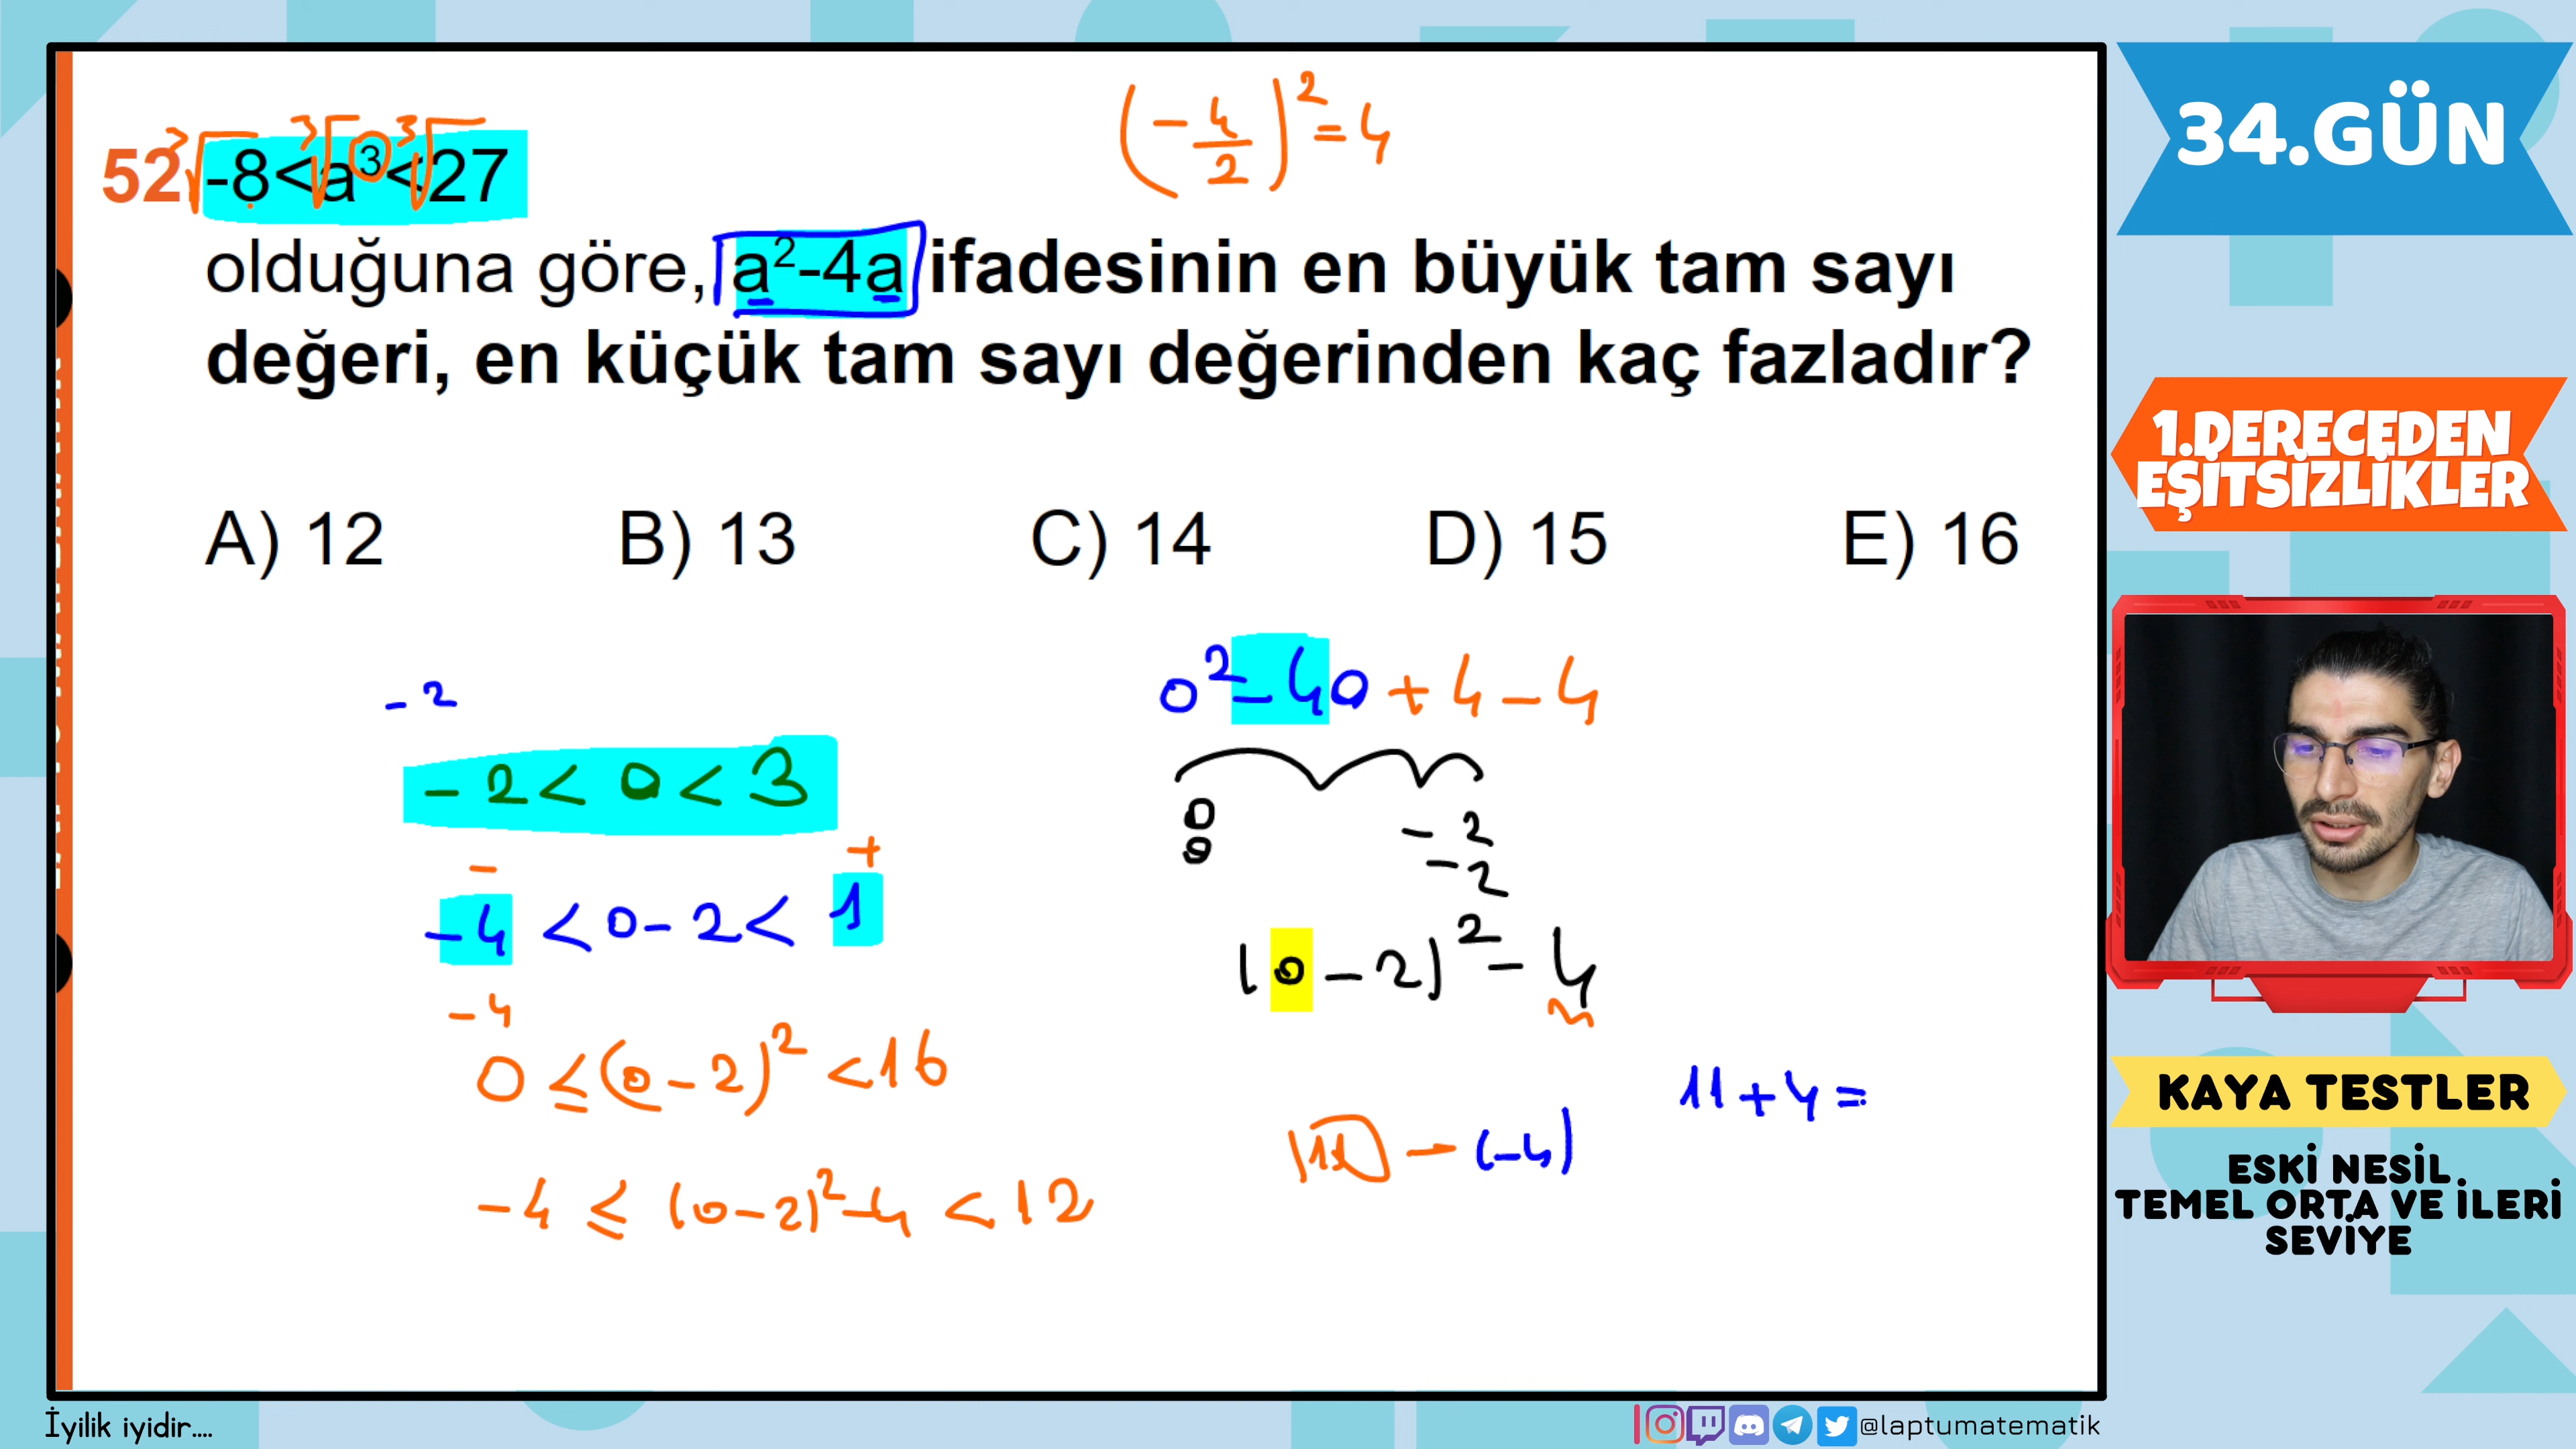 (-4/2)²=4
52. ∛-8<∛a³<∛27
olduğuna göre, a²-4a ifadesinin en büyük tam sayı
değeri, en küçük tam sayı değerinden kaç fazladır?
A) 12 B) 13 C) 14 D) 15 E) 16
-2
-2<a<3
- +
-4<a-2<1
-4
0≤(a-2)²<16
-4≤(a-2)²-4<12
a²-4a+4-4
a -2
a -2
(a-2)²-4
11-(-4)
11+4=
34.GÜN
1.DERECEDEN
EŞİTSİZLİKLER
KAYA TESTLER
ESKİ NESİL
TEMEL ORTA VE İLERİ
SEVİYE
İyilik iyidir....
@laptumatematik